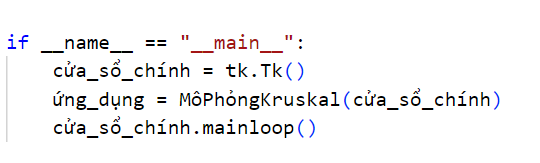 if __name__ == "__main__":
    cửa_sổ_chính = tk.Tk()
    ứng_dụng = MôPhỏngKruskal(cửa_sổ_chính)
    cửa_sổ_chính.mainloop()